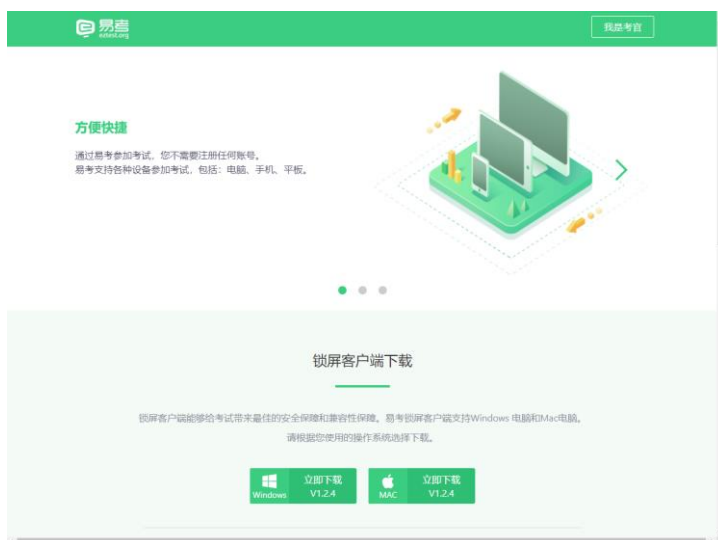 易考
eztest.org
我是考官
方便快捷
通过易考参加考试，您不需要注册任何账号。
易考支持各种设备参加考试，包括：电脑、手机、平板。
锁屏客户端下载
锁屏客户端能够给考试带来最佳的安全保障和兼容性保障。易考锁屏客户端支持Windows 电脑和Mac电脑。
请根据您使用的操作系统选择下载。
Windows
立即下载
V1.2.4
MAC
立即下载
V1.2.4